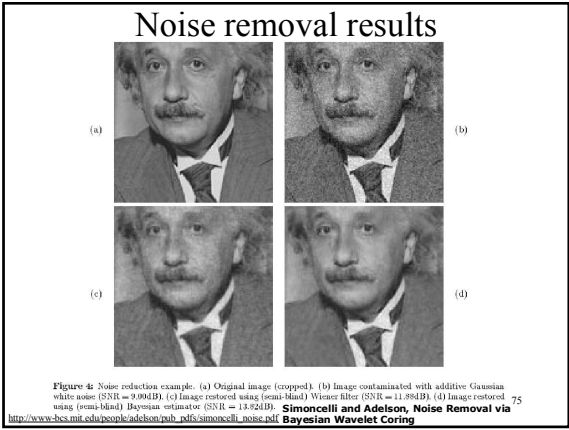 Noise removal results
(a)
(b)
(c)
(d)
Figure 4: Noise reduction example. (a) Original image (cropped). (b) Image contaminated with additive Gaussian
white noise (SNR = 9.00dB). (c) Image restored using (semi-blind) Wiener filter (SNR = 11.88dB). (d) Image restored
using (semi-blind) Bayesian estimator (SNR = 13.82dB).
Simoncelli and Adelson, Noise Removal via
75
http://www-bcs.mit.edu/people/adelson/pub_pdfs/simoncelli_noise.pdf
Bayesian Wavelet Coring